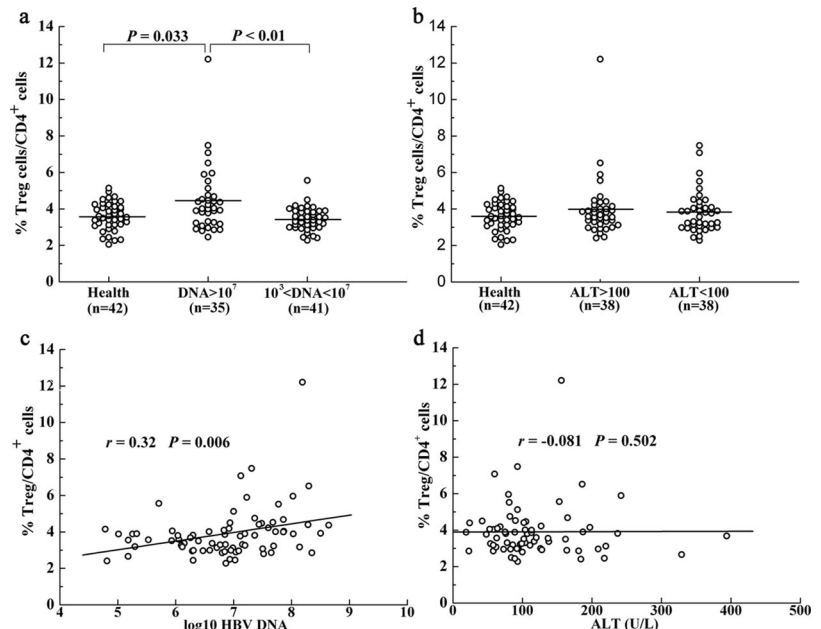 a
P = 0.033
P < 0.01
% Treg cells/CD4+ cells
14
12
10
8
6
4
2
0
Health
(n=42)
DNA>10^7
(n=35)
10^3<DNA<10^7
(n=41)
b
% Treg cells/CD4+ cells
14
12
10
8
6
4
2
0
Health
(n=42)
ALT>100
(n=38)
ALT<100
(n=38)
c
r = 0.32 P = 0.006
% Treg/CD4+ cells
14
12
10
8
6
4
2
0
4 5 6 7 8 9 10
log10 HBV DNA
d
r = -0.081 P = 0.502
% Treg/CD4+ cells
14
12
10
8
6
4
2
0
0 100 200 300 400 500
ALT (U/L)